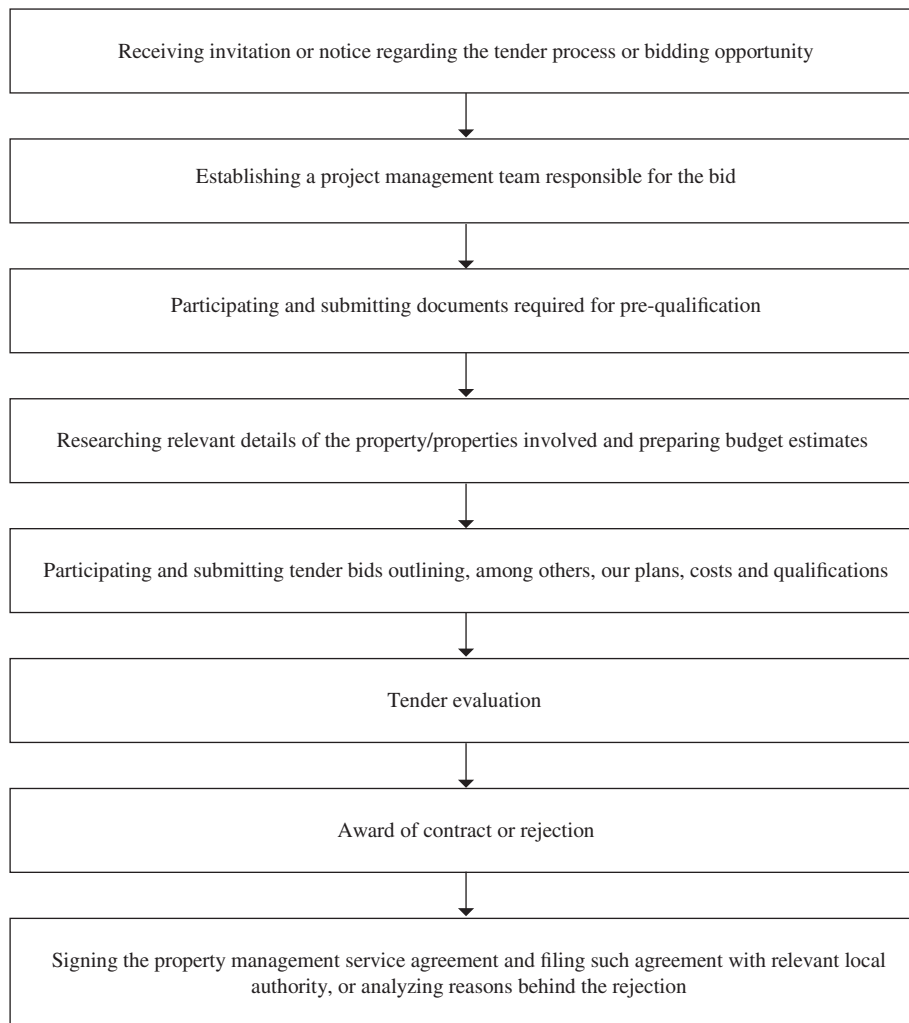 Receiving invitation or notice regarding the tender process or bidding opportunity
Establishing a project management team responsible for the bid
Participating and submitting documents required for pre-qualification
Researching relevant details of the property/properties involved and preparing budget estimates
Participating and submitting tender bids outlining, among others, our plans, costs and qualifications
Tender evaluation
Award of contract or rejection
Signing the property management service agreement and filing such agreement with relevant local
authority, or analyzing reasons behind the rejection